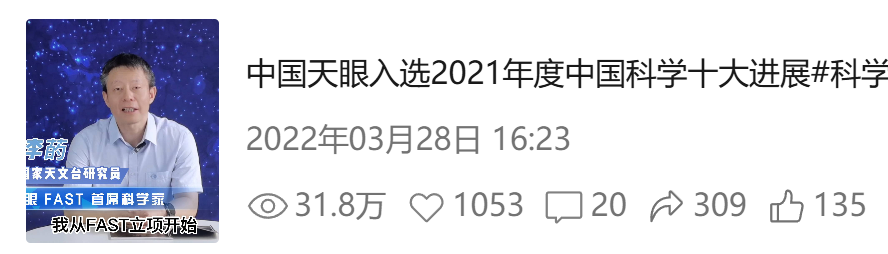 中国天眼入选2021年度中国科学十大进展#科学
2022年03月28日 16:23
31.8万 1053 20 309 135
李菂
国家天文台研究员
眼 FAST 首席科学家
我从FAST立项开始